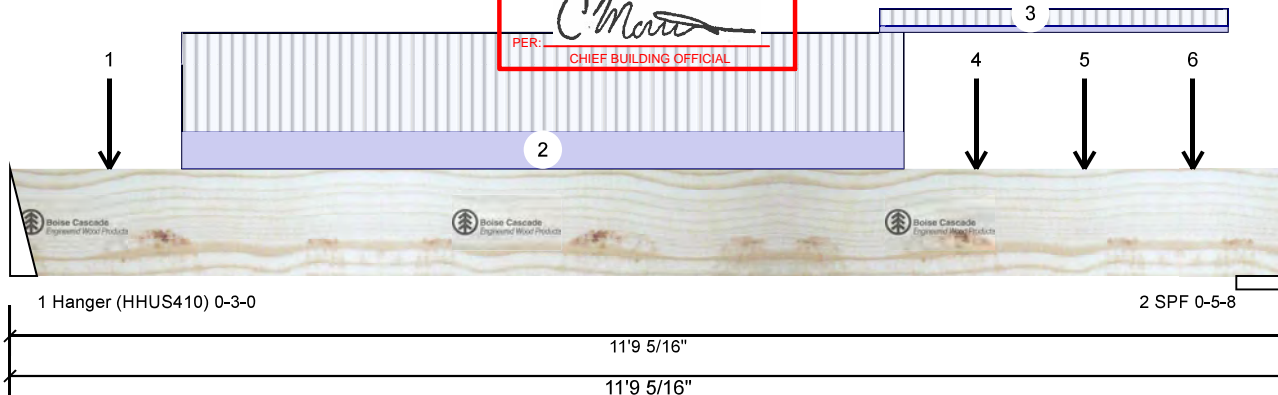 C. Mo
PER:
CHIEF BUILDING OFFICIAL
3
1
4
5
6
2
Boise Cascade
Engineered Wood Products
Boise Cascade
Engineered Wood Products
Boise Cascade
Engineered Wood Products
1 Hanger (HHUS410) 0-3-0
2 SPF 0-5-8
11'9 5/16"
11'9 5/16"